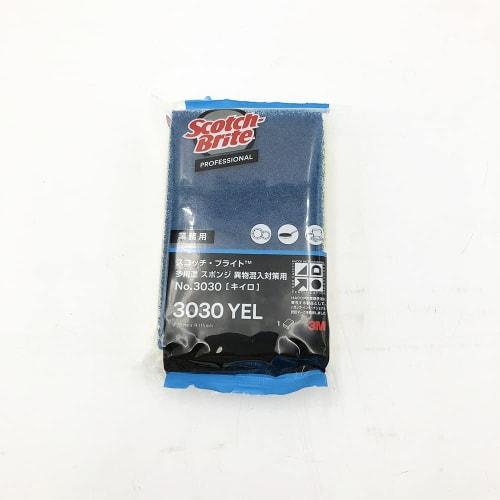 Scotch-
Brite
PROFESSIONAL
業務用
スコッチ・ブライト™
多用途 スポンジ 異物混入対策用
No.3030 [キイロ]
3030 YEL
1
3M